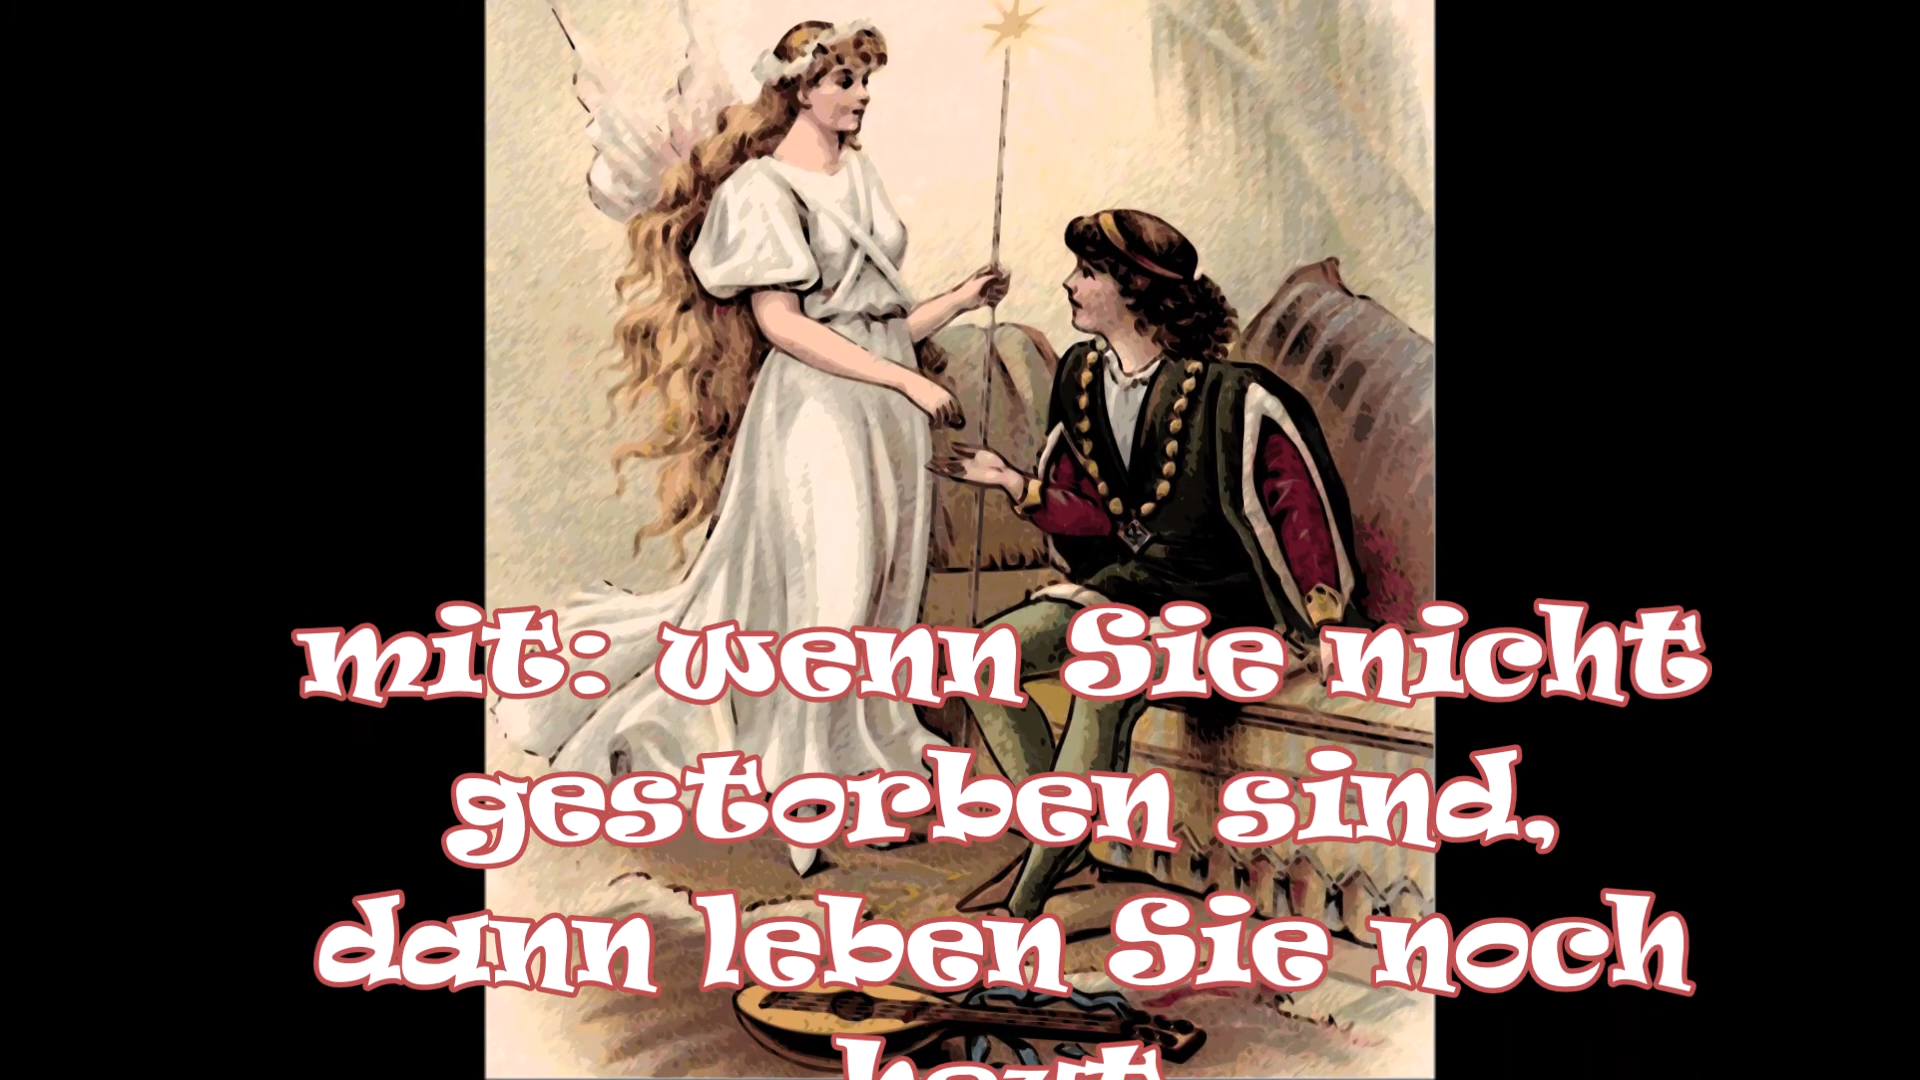 mit: wenn Sie nicht
gestorben sind,
dann leben Sie noch